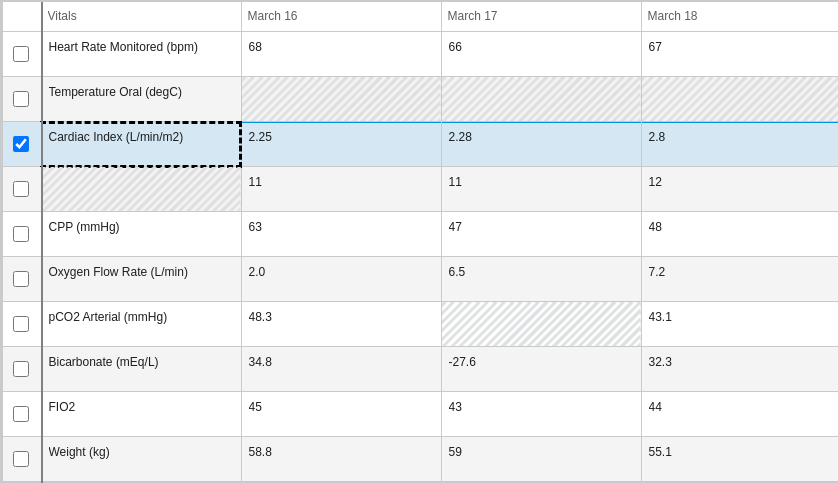 Vitals March 16 March 17 March 18
Heart Rate Monitored (bpm) 68 66 67
Temperature Oral (degC)
Cardiac Index (L/min/m2) 2.25 2.28 2.8
11 11 12
CPP (mmHg) 63 47 48
Oxygen Flow Rate (L/min) 2.0 6.5 7.2
pCO2 Arterial (mmHg) 48.3 43.1
Bicarbonate (mEq/L) 34.8 -27.6 32.3
FIO2 45 43 44
Weight (kg) 58.8 59 55.1